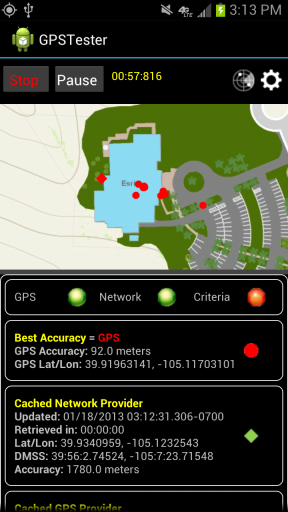 4G LTE 3:13 PM
GPSTester
Stop Pause 00:57:816
Esri
GPS Network Criteria
Best Accuracy = GPS
GPS Accuracy: 92.0 meters
GPS Lat/Lon: 39.91963141, -105.11703101
Cached Network Provider
Updated: 01/18/2013 03:12:31.306-0700
Retrieved in: 00:00:00
Lat/Lon: 39.9340959, -105.1232543
DMSS: 39:56:2.74524, -105:7:23.71548
Accuracy: 1780.0 meters
Cached GPS Provider